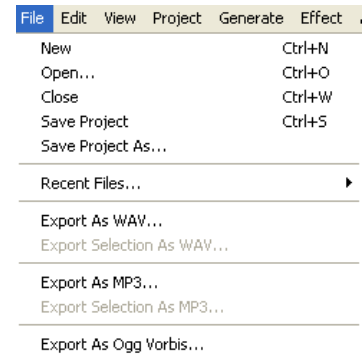 File Edit View Project Generate Effect
New Ctrl+N
Open... Ctrl+O
Close Ctrl+W
Save Project Ctrl+S
Save Project As...
Recent Files...
Export As WAV...
Export Selection As WAV...
Export As MP3...
Export Selection As MP3...
Export As Ogg Vorbis...